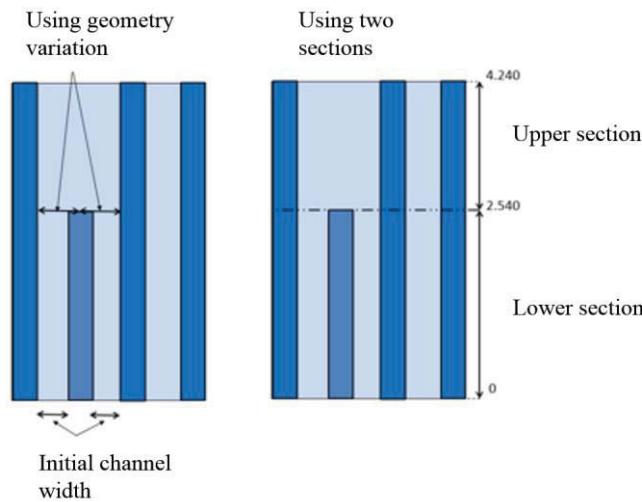 Using geometry
variation
Using two
sections
4.240
Upper section
2.540
Lower section
0
Initial channel
width